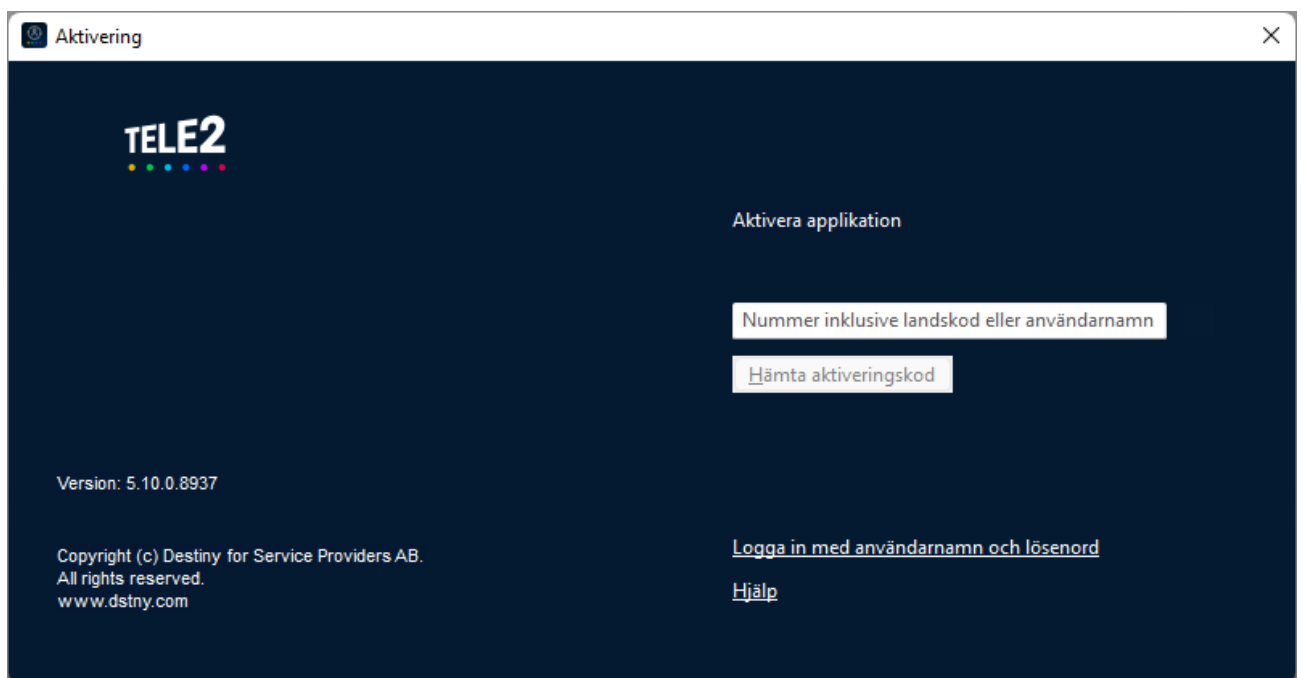 Aktivering
TELE2
Aktivera applikation
Nummer inklusive landskod eller användarnamn
Hämta aktiveringskod
Version: 5.10.0.8937
Copyright (c) Destiny for Service Providers AB.
All rights reserved.
www.dstny.com
Logga in med användarnamn och lösenord
Hjälp